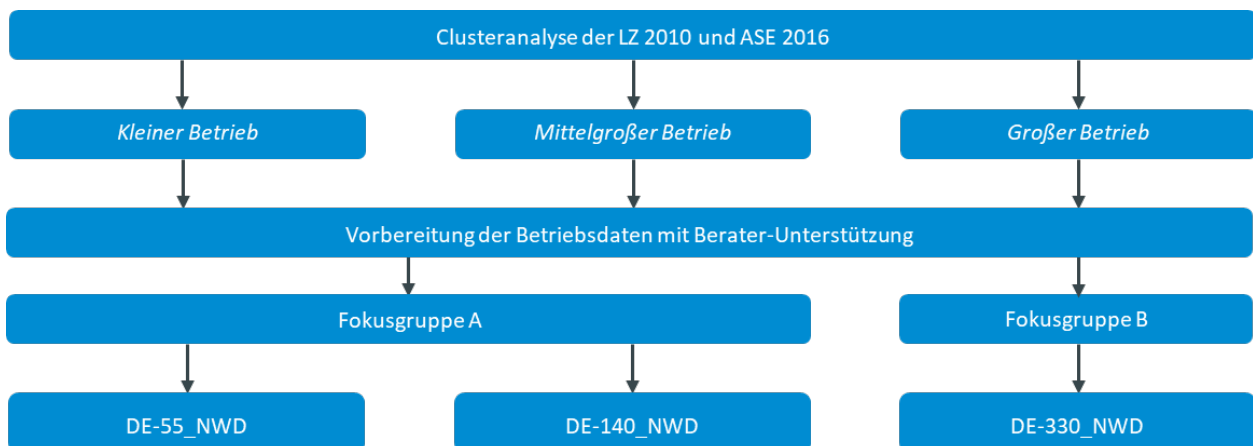 Clusteranalyse der LZ 2010 und ASE 2016
Kleiner Betrieb
Mittelgroßer Betrieb
Großer Betrieb
Vorbereitung der Betriebsdaten mit Berater-Unterstützung
Fokusgruppe A
Fokusgruppe B
DE-55_NWD
DE-140_NWD
DE-330_NWD